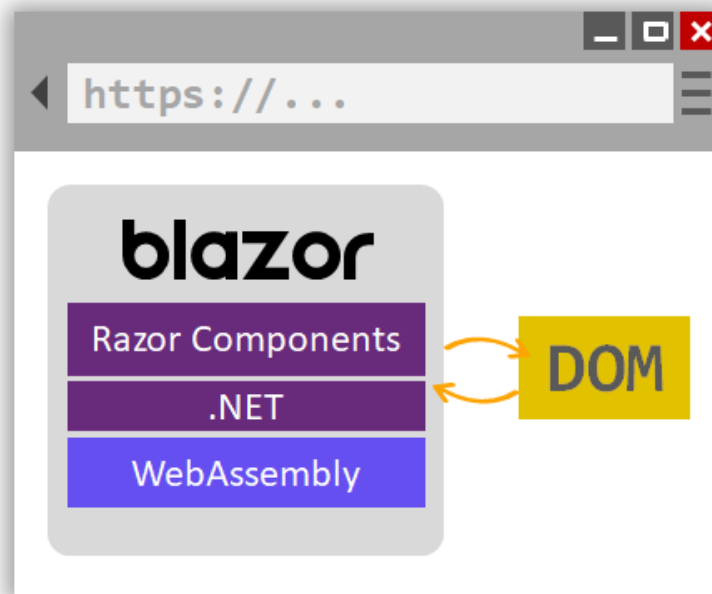 https://...
blazor
Razor Components
DOM
.NET
WebAssembly